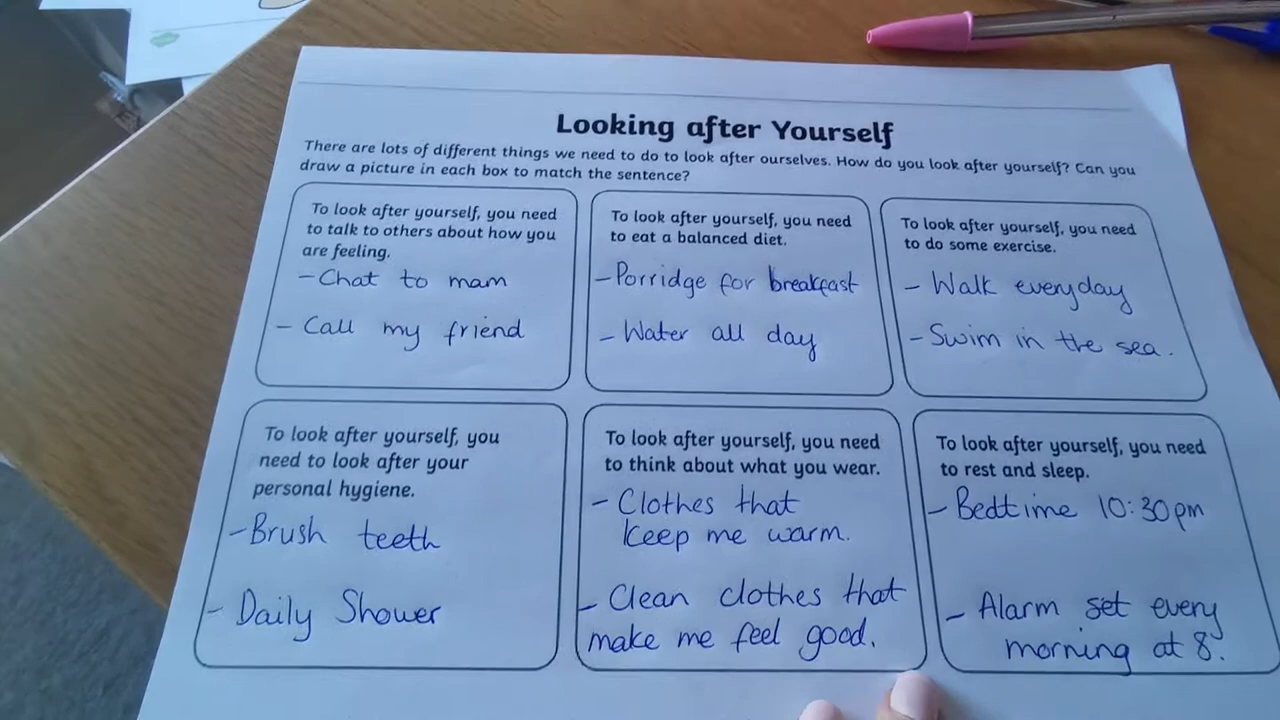 Looking after Yourself
There are lots of different things we need to do to look after ourselves. How do you look after yourself? Can you
draw a picture in each box to match the sentence?
To look after yourself, you need
to talk to others about how you
are feeling.
- Chat to mam
- Call my friend
To look after yourself, you need
to eat a balanced diet.
- Porridge for breakfast
- Water all day
To look after yourself, you need
to do some exercise.
- Walk everyday
- Swim in the sea.
To look after yourself, you
need to look after your
personal hygiene.
- Brush teeth
- Daily Shower
To look after yourself, you need
to think about what you wear.
- Clothes that
keep me warm.
- Clean clothes that
make me feel good.
To look after yourself, you need
to rest and sleep.
- Bedtime 10:30pm
- Alarm set every
morning at 8.